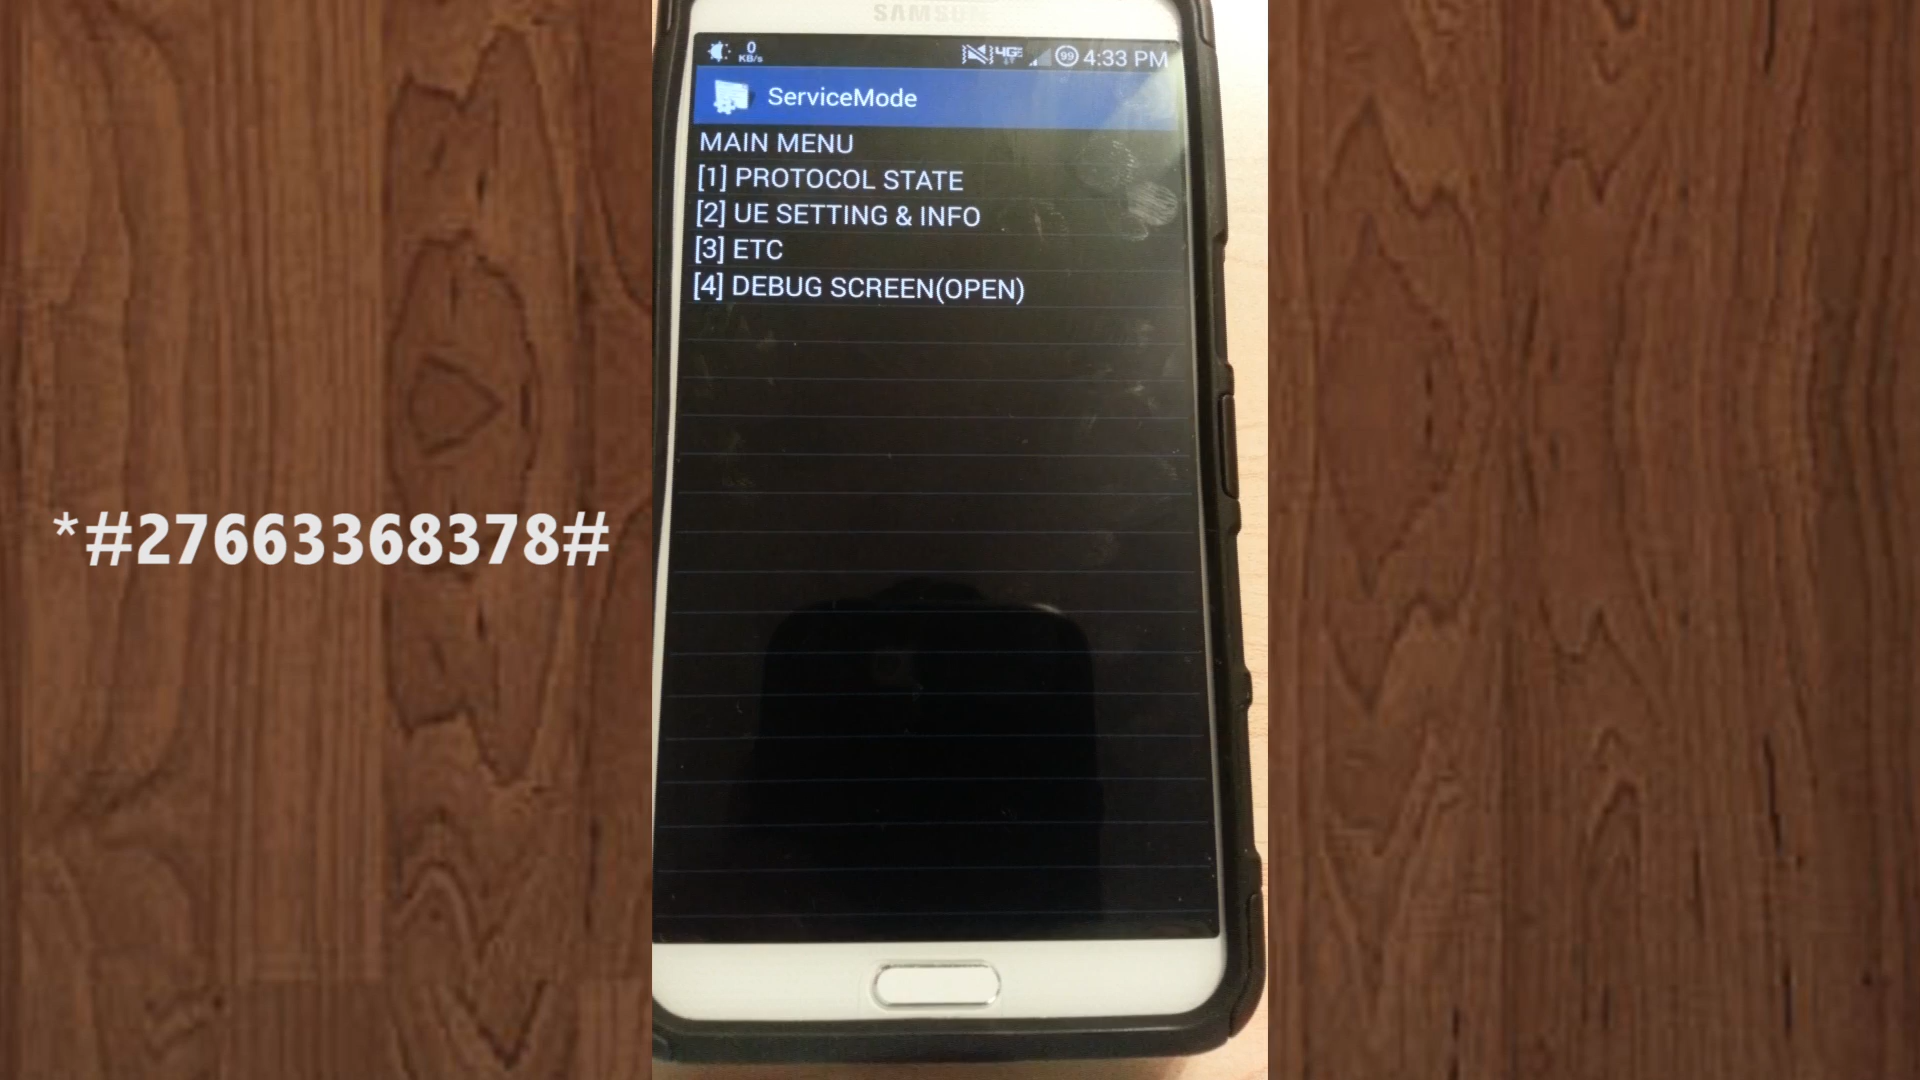 SAMSUNG
0
KB/s
4G
99
4:33 PM
ServiceMode
MAIN MENU
[1] PROTOCOL STATE
[2] UE SETTING & INFO
[3] ETC
[4] DEBUG SCREEN(OPEN)
*#27663368378#